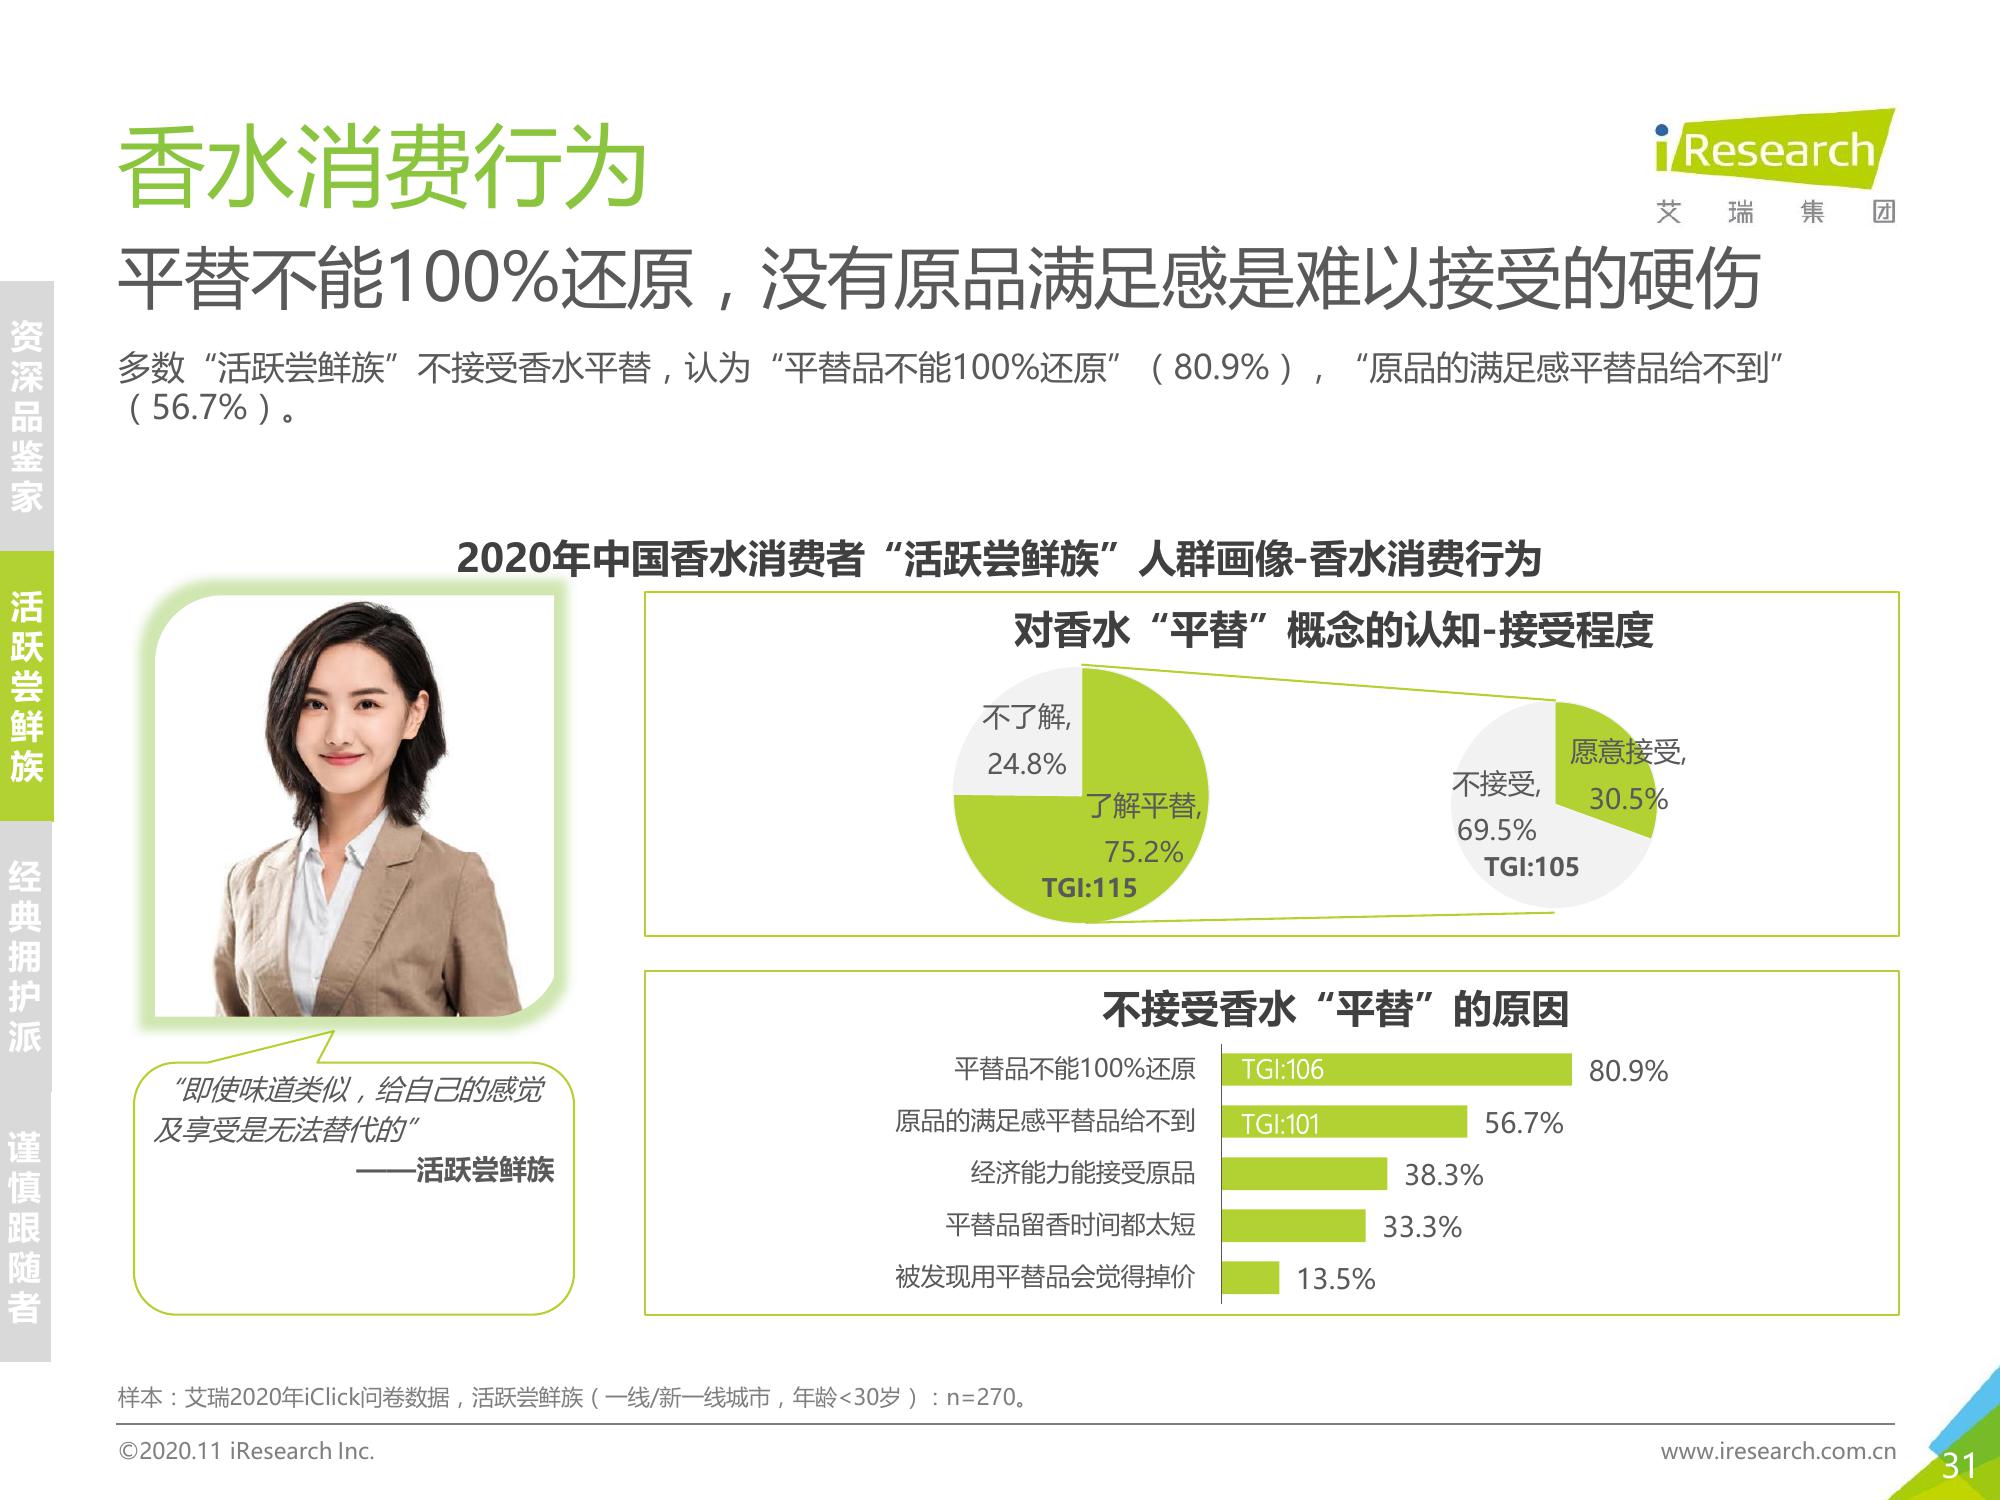 香水消费行为
iResearch
艾瑞集团
平替不能100%还原，没有原品满足感是难以接受的硬伤
多数“活跃尝鲜族”不接受香水平替，认为“平替品不能100%还原”（80.9%），“原品的满足感平替品给不到”
（56.7%）。
资深品鉴家
活跃尝鲜族
经典拥护派
谨慎跟随者
2020年中国香水消费者“活跃尝鲜族”人群画像-香水消费行为
对香水“平替”概念的认知-接受程度
不了解,
24.8%
了解平替,
75.2%
TGI:115
愿意接受,
30.5%
不接受,
69.5%
TGI:105
“即使味道类似，给自己的感觉
及享受是无法替代的”
——活跃尝鲜族
不接受香水“平替”的原因
平替品不能100%还原 TGI:106 80.9%
原品的满足感平替品给不到 TGI:101 56.7%
经济能力能接受原品 38.3%
平替品留香时间都太短 33.3%
被发现用平替品会觉得掉价 13.5%
样本：艾瑞2020年iClick问卷数据，活跃尝鲜族（一线/新一线城市，年龄<30岁）：n=270。
©2020.11 iResearch Inc.
www.iresearch.com.cn
31